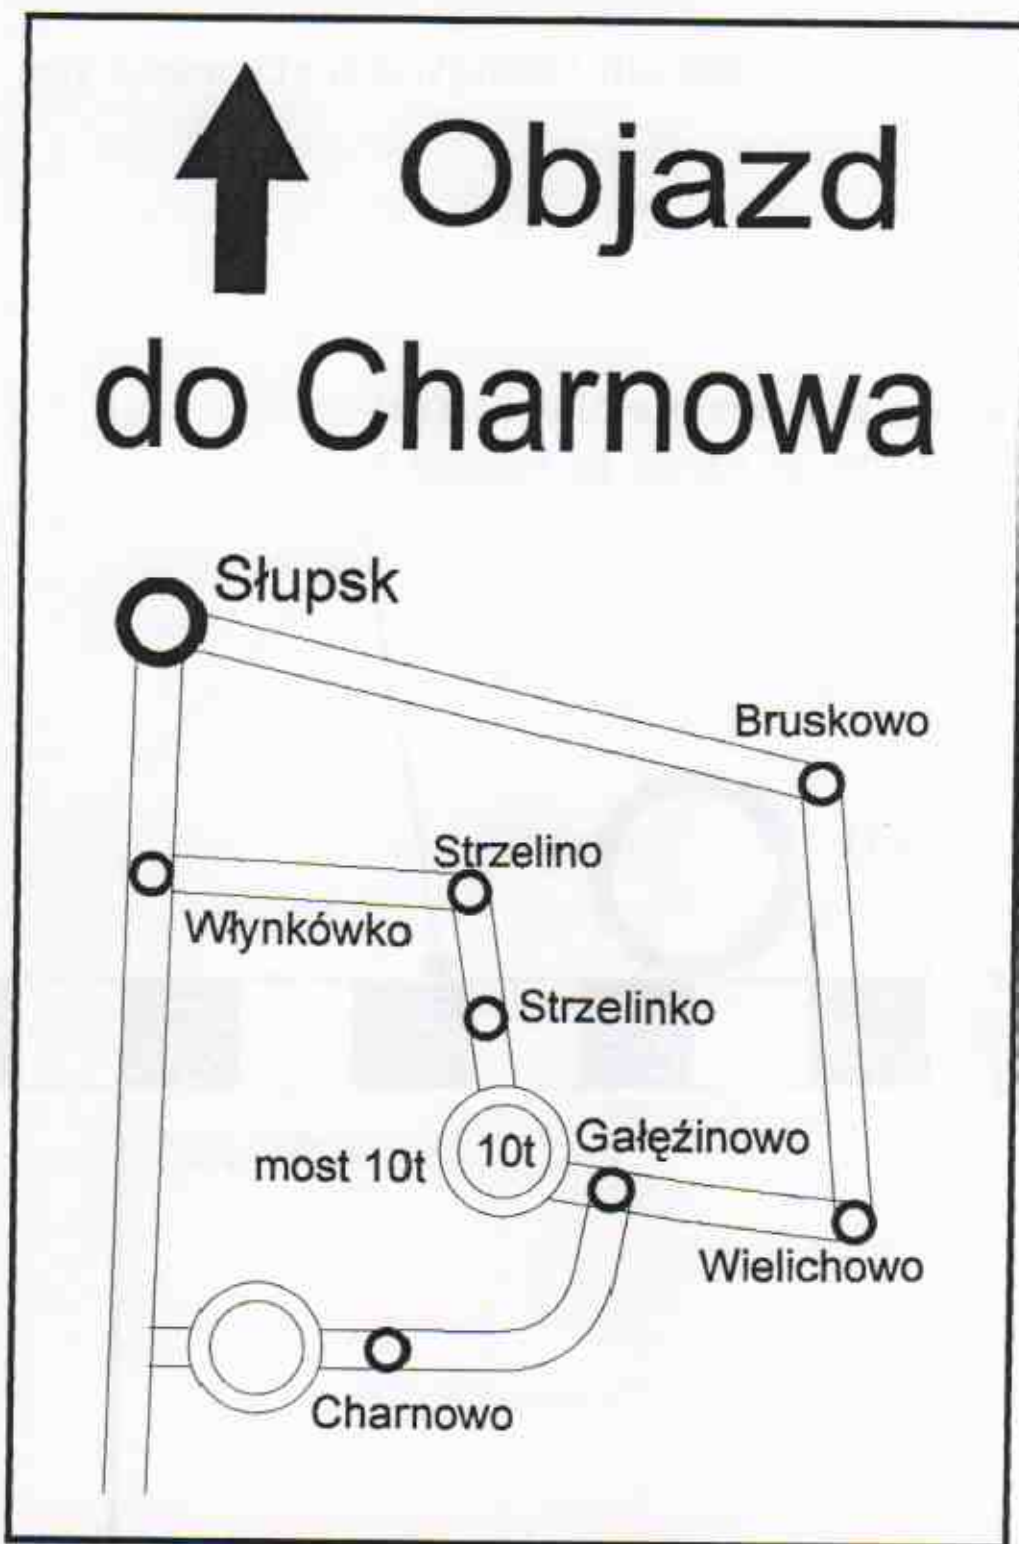 Objazd
do Charnowa
Słupsk
Bruskowo
Strzelino
Włynkówko
Strzelinko
Gałęźinowo
most 10t
10t
Wielichowo
Charnowo